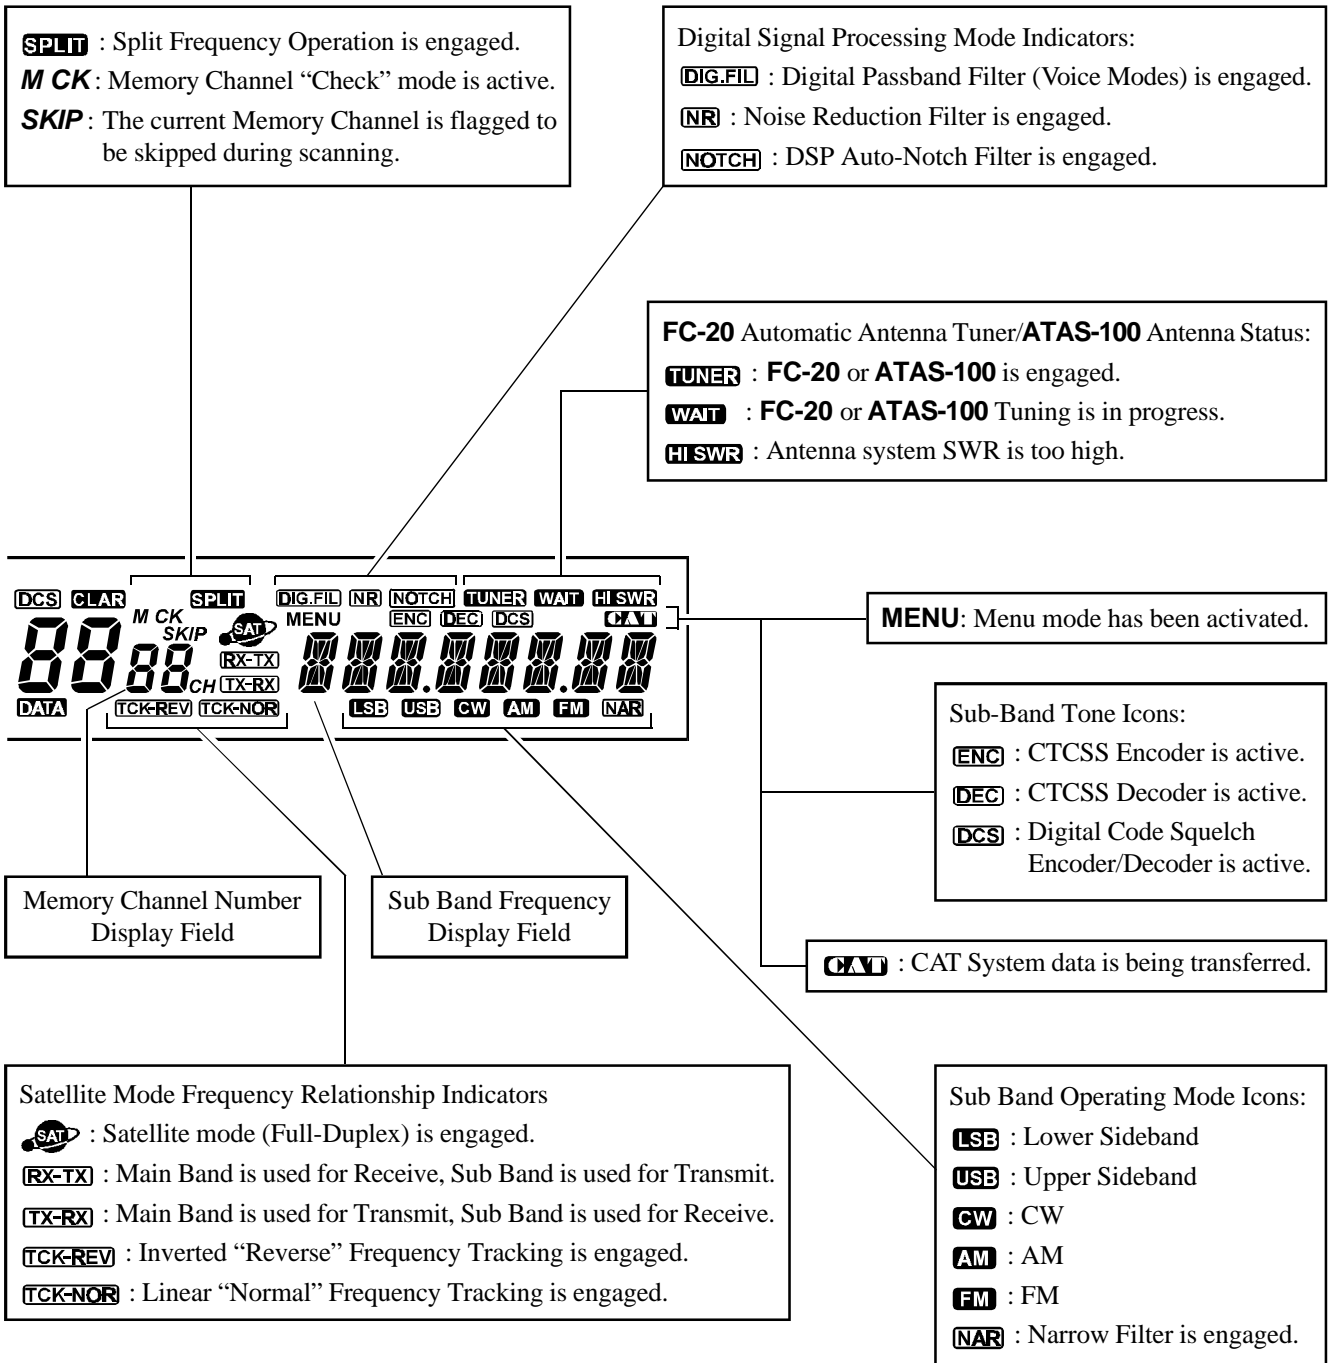 SPLIT : Split Frequency Operation is engaged.
M CK : Memory Channel “Check” mode is active.
SKIP : The current Memory Channel is flagged to
be skipped during scanning.
Digital Signal Processing Mode Indicators:
DIG.FIL : Digital Passband Filter (Voice Modes) is engaged.
NR : Noise Reduction Filter is engaged.
NOTCH : DSP Auto-Notch Filter is engaged.
FC-20 Automatic Antenna Tuner/ATAS-100 Antenna Status:
TUNER : FC-20 or ATAS-100 is engaged.
WAIT : FC-20 or ATAS-100 Tuning is in progress.
HI SWR : Antenna system SWR is too high.
DCS CLAR SPLIT DIG.FIL NR NOTCH TUNER WAIT HI SWR
M CK SAT MENU ENC DEC DCS CAT
SKIP
88 88 CH RX-TX
TX-RX
DATA TCK-REV TCK-NOR LSB USB CW AM FM NAR
MENU: Menu mode has been activated.
Sub-Band Tone Icons:
ENC : CTCSS Encoder is active.
DEC : CTCSS Decoder is active.
DCS : Digital Code Squelch
Encoder/Decoder is active.
Memory Channel Number
Display Field
Sub Band Frequency
Display Field
CAT : CAT System data is being transferred.
Satellite Mode Frequency Relationship Indicators
SAT : Satellite mode (Full-Duplex) is engaged.
RX-TX : Main Band is used for Receive, Sub Band is used for Transmit.
TX-RX : Main Band is used for Transmit, Sub Band is used for Receive.
TCK-REV : Inverted “Reverse” Frequency Tracking is engaged.
TCK-NOR : Linear “Normal” Frequency Tracking is engaged.
Sub Band Operating Mode Icons:
LSB : Lower Sideband
USB : Upper Sideband
CW : CW
AM : AM
FM : FM
NAR : Narrow Filter is engaged.